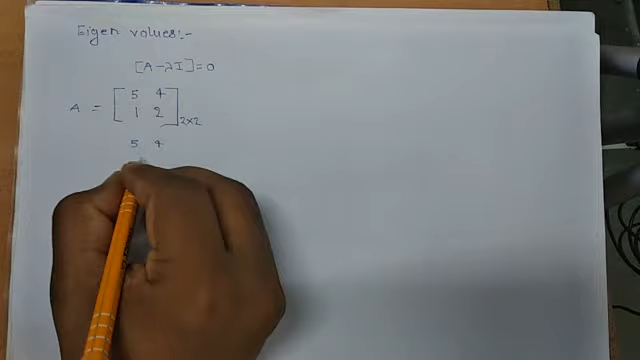 Eigen values:-
[A-λI]=0
A = [5 4
1 2]2×2
5 4